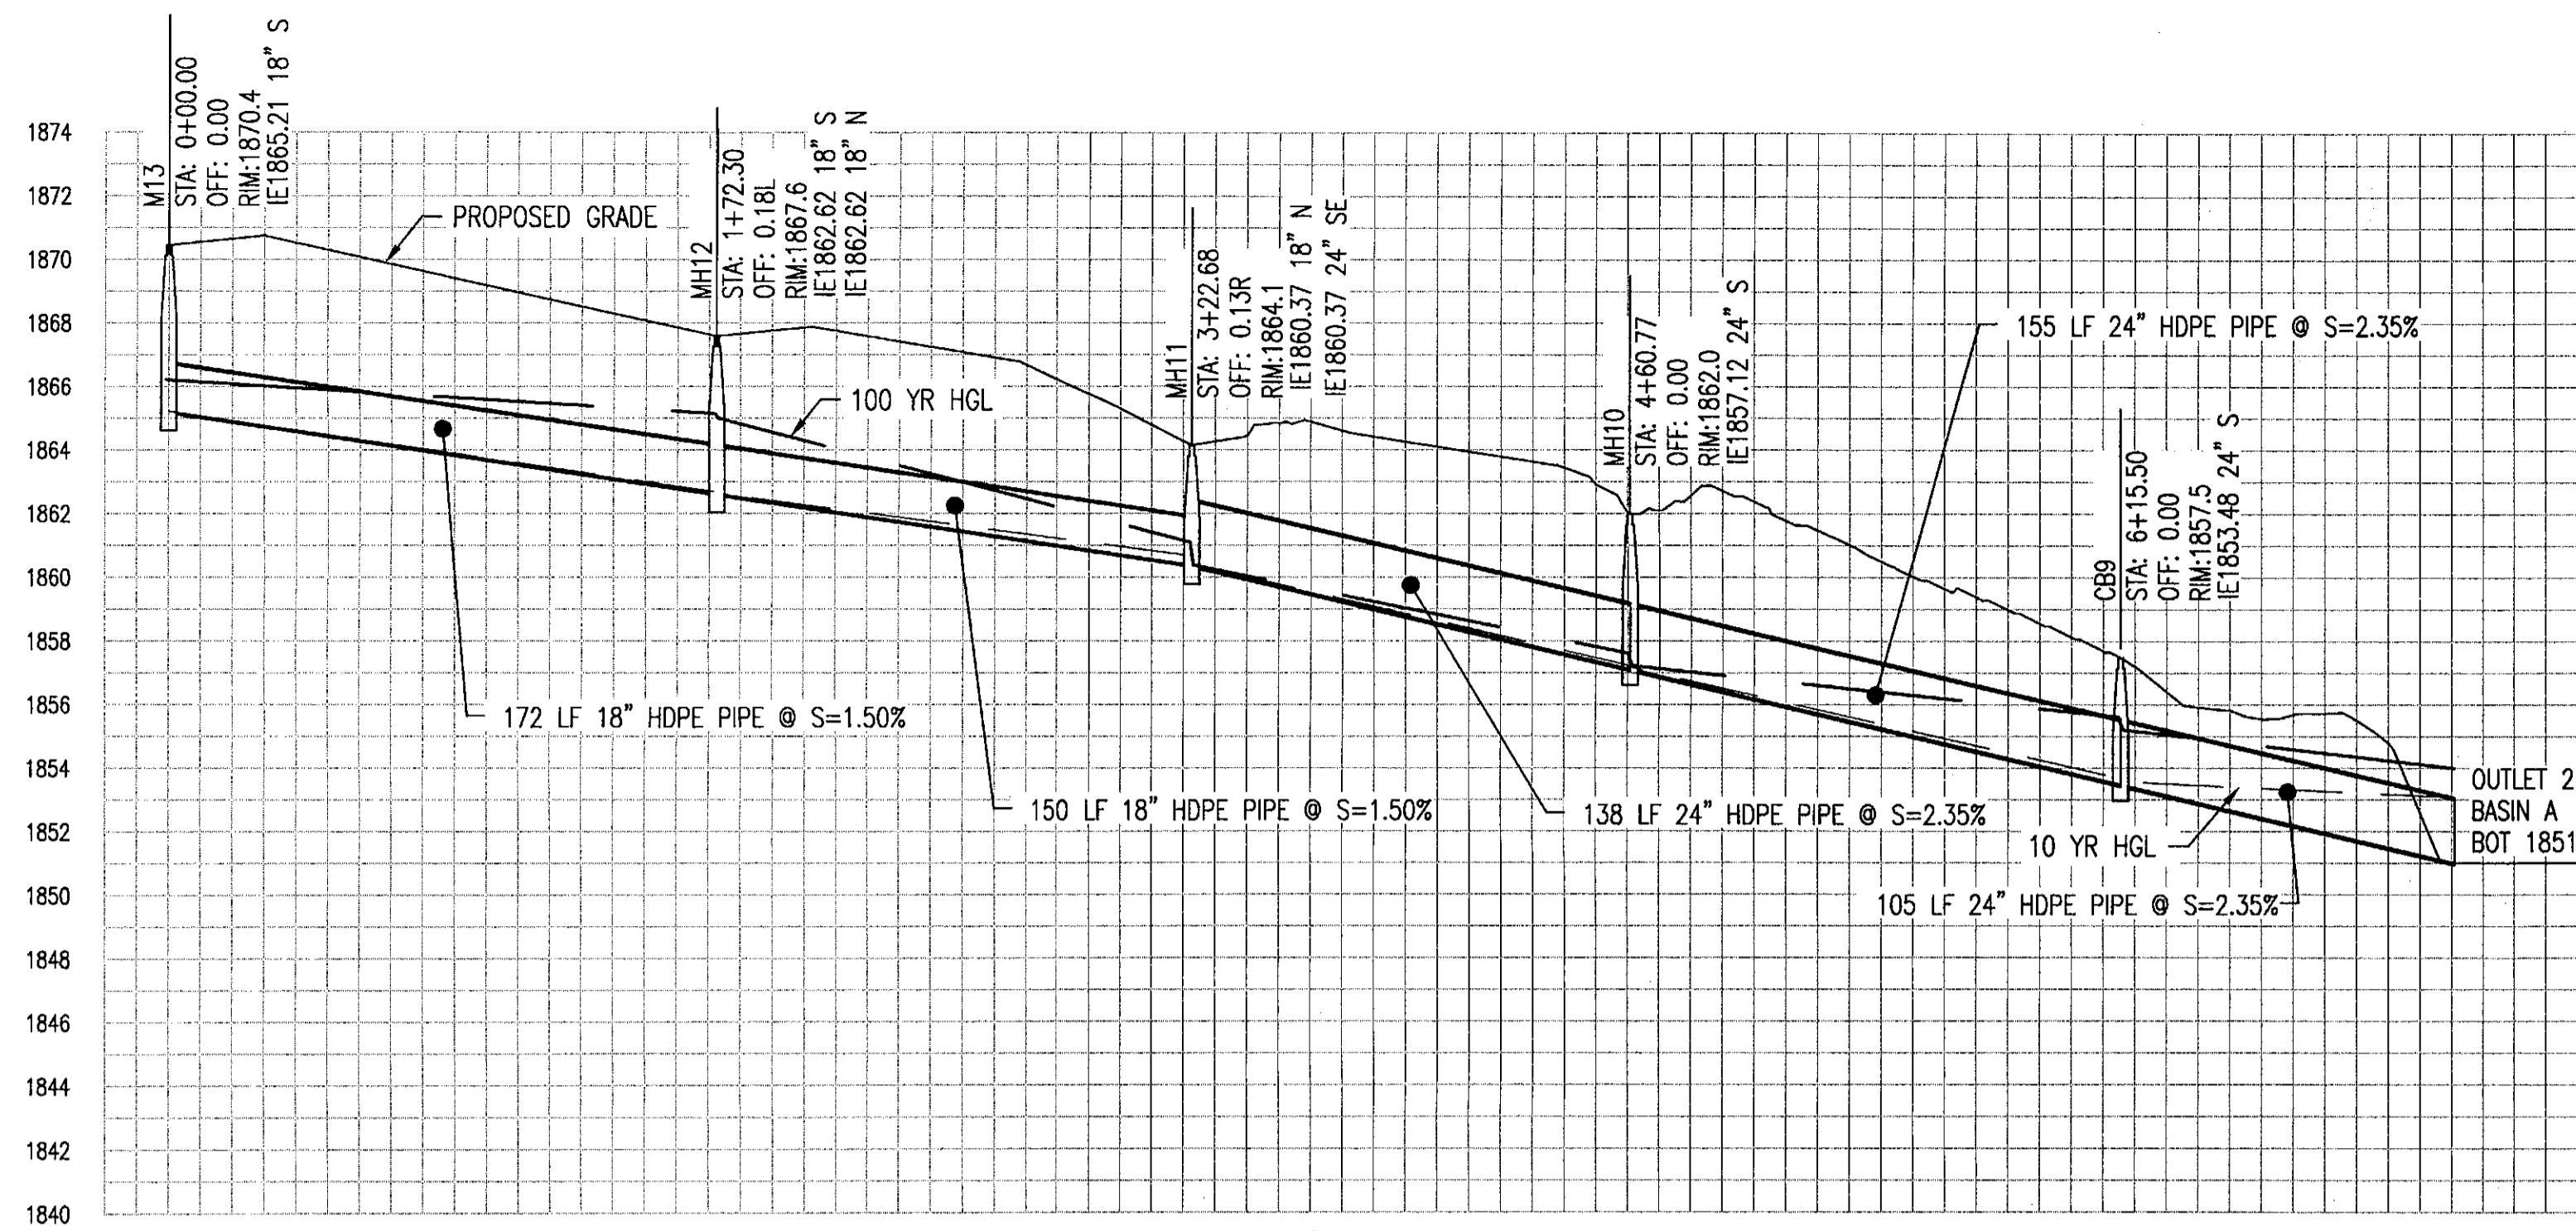 M13
STA: 0+00.00
OFF: 0.00
RIM:1870.4
IE1865.21 18" S
MH12
STA: 1+72.30
OFF: 0.18L
RIM:1867.6
IE1862.62 18" S
IE1862.62 18" N
MH11
STA: 3+22.68
OFF: 0.13R
RIM:1864.1
IE1860.37 18" N
IE1860.37 24" SE
MH10
STA: 4+60.77
OFF: 0.00
RIM:1862.0
IE1857.12 24" S
CB9
STA: 6+15.50
OFF: 0.00
RIM:1857.5
IE1853.48 24" S
PROPOSED GRADE
100 YR HGL
155 LF 24" HDPE PIPE @ S=2.35%
172 LF 18" HDPE PIPE @ S=1.50%
150 LF 18" HDPE PIPE @ S=1.50%
138 LF 24" HDPE PIPE @ S=2.35%
10 YR HGL
105 LF 24" HDPE PIPE @ S=2.35%
OUTLET 2
BASIN A
BOT 1851
1874
1872
1870
1868
1866
1864
1862
1860
1858
1856
1854
1852
1850
1848
1846
1844
1842
1840